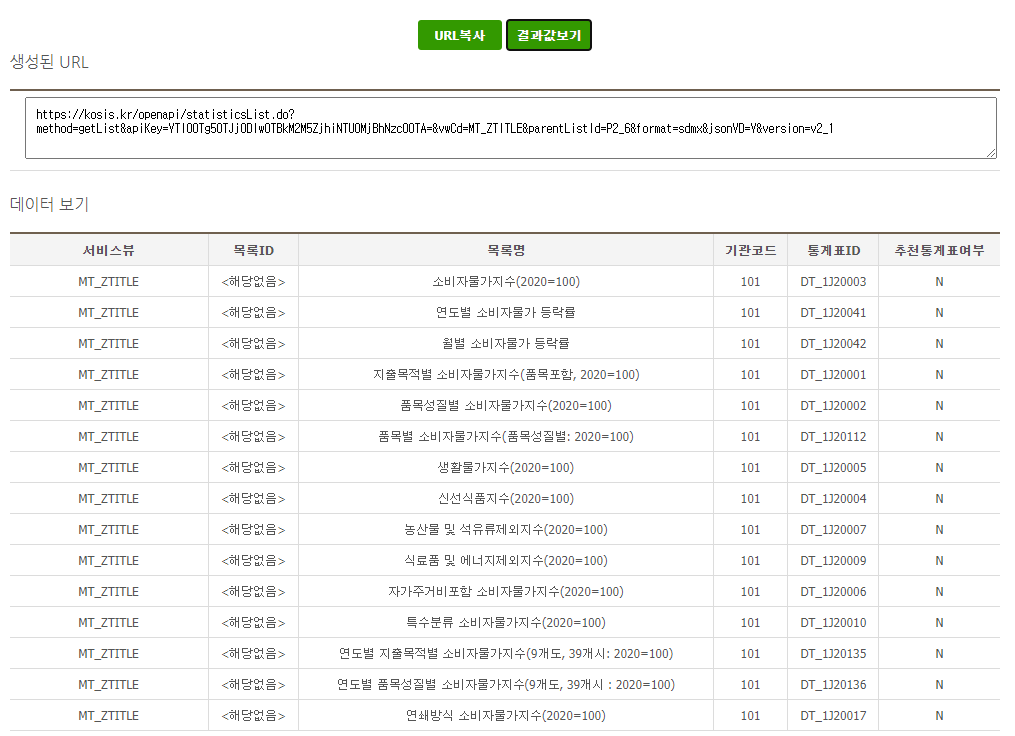 URL복사 결과값보기
생성된 URL
https://kosis.kr/openapi/statisticsList.do?
method=getList&apiKey=YTI0OTg5OTJjODIwOTBkM2M5ZjhiNTU0MjBhNzc0OTA=&vwCd=MT_ZTITLE&parentListId=P2_6&format=sdmx&jsonVD=Y&version=v2_1
데이터 보기
서비스뷰 목록ID 목록명 기관코드 통계표ID 추천통계표여부
MT_ZTITLE <해당없음> 소비자물가지수(2020=100) 101 DT_1J20003 N
MT_ZTITLE <해당없음> 연도별 소비자물가 등락률 101 DT_1J20041 N
MT_ZTITLE <해당없음> 월별 소비자물가 등락률 101 DT_1J20042 N
MT_ZTITLE <해당없음> 지출목적별 소비자물가지수(품목포함, 2020=100) 101 DT_1J20001 N
MT_ZTITLE <해당없음> 품목성질별 소비자물가지수(2020=100) 101 DT_1J20002 N
MT_ZTITLE <해당없음> 품목별 소비자물가지수(품목성질별: 2020=100) 101 DT_1J20112 N
MT_ZTITLE <해당없음> 생활물가지수(2020=100) 101 DT_1J20005 N
MT_ZTITLE <해당없음> 신선식품지수(2020=100) 101 DT_1J20004 N
MT_ZTITLE <해당없음> 농산물 및 석유류제외지수(2020=100) 101 DT_1J20007 N
MT_ZTITLE <해당없음> 식료품 및 에너지제외지수(2020=100) 101 DT_1J20009 N
MT_ZTITLE <해당없음> 자가주거비포함 소비자물가지수(2020=100) 101 DT_1J20006 N
MT_ZTITLE <해당없음> 특수분류 소비자물가지수(2020=100) 101 DT_1J20010 N
MT_ZTITLE <해당없음> 연도별 지출목적별 소비자물가지수(9개도, 39개시: 2020=100) 101 DT_1J20135 N
MT_ZTITLE <해당없음> 연도별 품목성질별 소비자물가지수(9개도, 39개시 : 2020=100) 101 DT_1J20136 N
MT_ZTITLE <해당없음> 연쇄방식 소비자물가지수(2020=100) 101 DT_1J20017 N